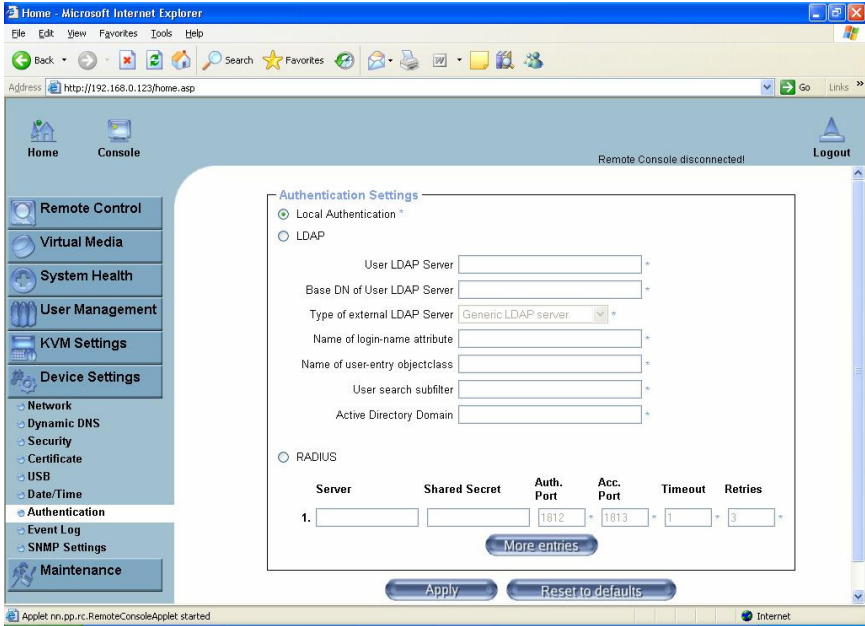 Home - Microsoft Internet Explorer
File Edit View Favorites Tools Help
Back Search Favorites
Address http://192.168.0.123/home.asp Go Links »
Home Console Logout
Remote Console disconnected!
Remote Control
Virtual Media
System Health
User Management
KVM Settings
Device Settings
Network
Dynamic DNS
Security
Certificate
USB
Date/Time
Authentication
Event Log
SNMP Settings
Maintenance
Authentication Settings
Local Authentication *
LDAP
User LDAP Server *
Base DN of User LDAP Server *
Type of external LDAP Server Generic LDAP server *
Name of login-name attribute *
Name of user-entry objectclass *
User search subfilter *
Active Directory Domain *
RADIUS
Server Shared Secret Auth. Port Acc. Port Timeout Retries
1. 1812 * 1813 * 1 * 3 *
More entries
Apply Reset to defaults
Applet nn.pp.rc.RemoteConsoleApplet started Internet